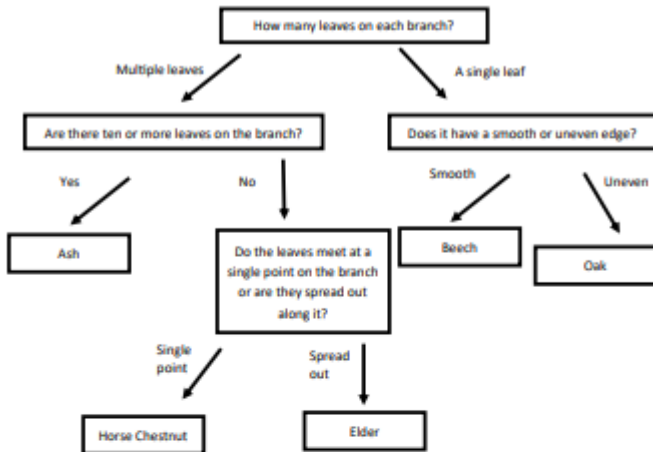 How many leaves on each branch?
Multiple leaves
A single leaf
Are there ten or more leaves on the branch?
Does it have a smooth or uneven edge?
Yes
No
Smooth
Uneven
Ash
Do the leaves meet at a
single point on the branch
or are they spread out
along it?
Beech
Oak
Single
point
Spread
out
Horse Chestnut
Elder